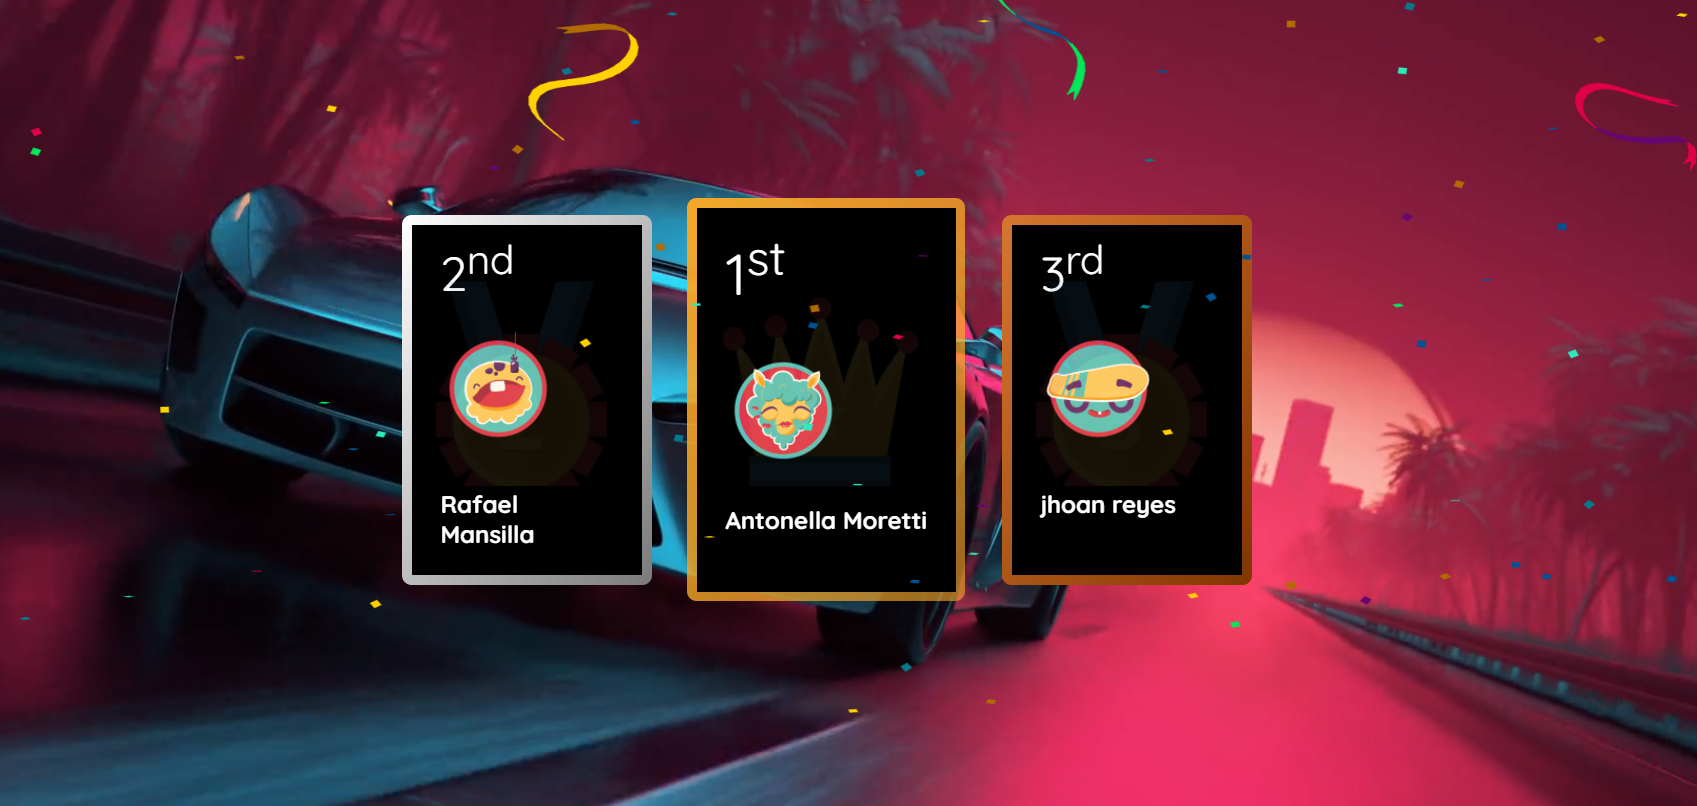 2nd
Rafael
Mansilla
1st
Antonella Moretti
3rd
jhoan reyes